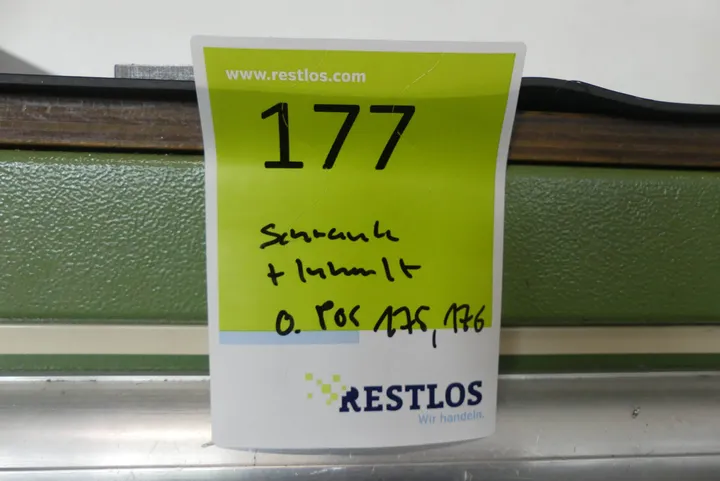 www.restlos.com
177
Schrank
+ Inhalt
o. Pos 175, 176
RESTLOS
Wir handeln.